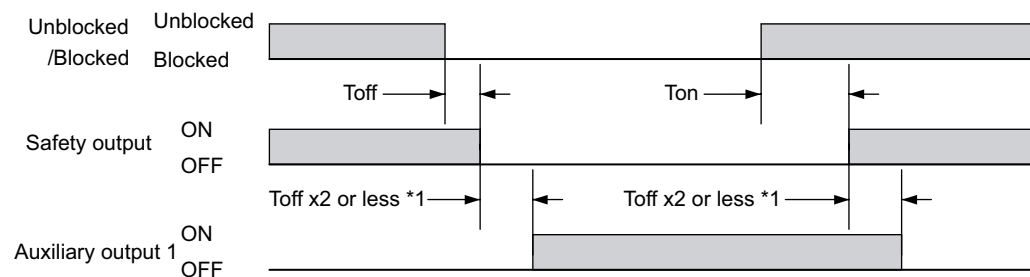 Unblocked
/Blocked
Unblocked
Blocked
Toff
Ton
Safety output
ON
OFF
Toff x2 or less *1
Toff x2 or less *1
Auxiliary output 1
ON
OFF